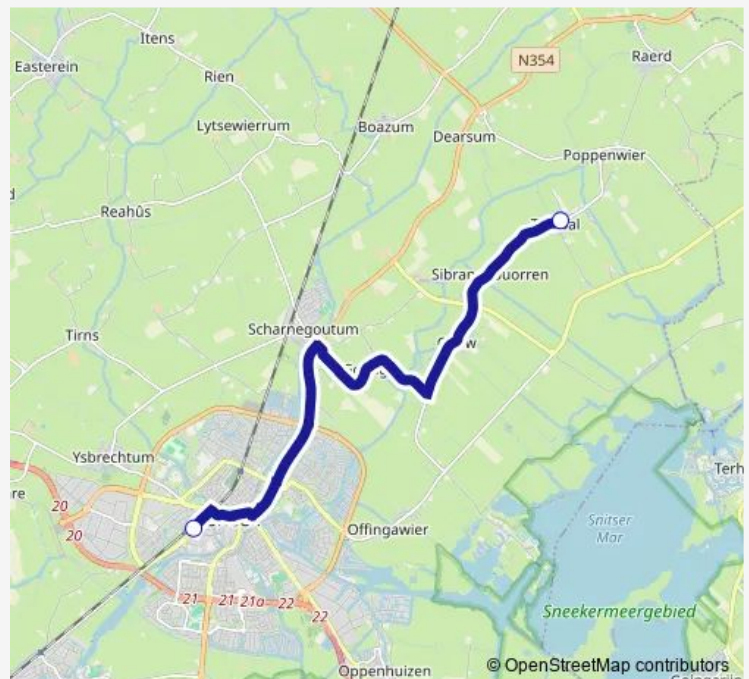 Itens
Easterein
Rien
N354
Raerd
Lytsewierrum
Boazum
Dearsum
Poppenwier
d
Reahûs
Scharnegoutum
Tirns
Ysbrechtum
Terh
re
20
20
Offingawier
Snitser
Mar
21
21
21a
22
22
Sneekermeergebied
Oppenhuizen
© OpenStreetMap contributors